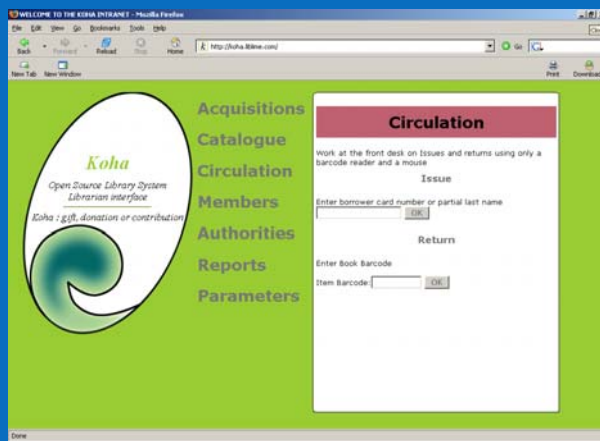 WELCOME TO THE KOHA INTRANET - Mozilla Firefox
File Edit View Go Bookmarks Tools Help
Back Forward Reload Stop Home
http://koha.liblime.com/
Go
New Tab New Window
Print
Koha
Open Source Library System
Librarian interface
Koha : gift, donation or contribution
Acquisitions
Catalogue
Circulation
Members
Authorities
Reports
Parameters
Circulation
Work at the front desk on Issues and returns using only a
barcode reader and a mouse
Issue
Enter borrower card number or partial last name
OK
Return
Enter Book Barcode
Item Barcode:
OK
Done